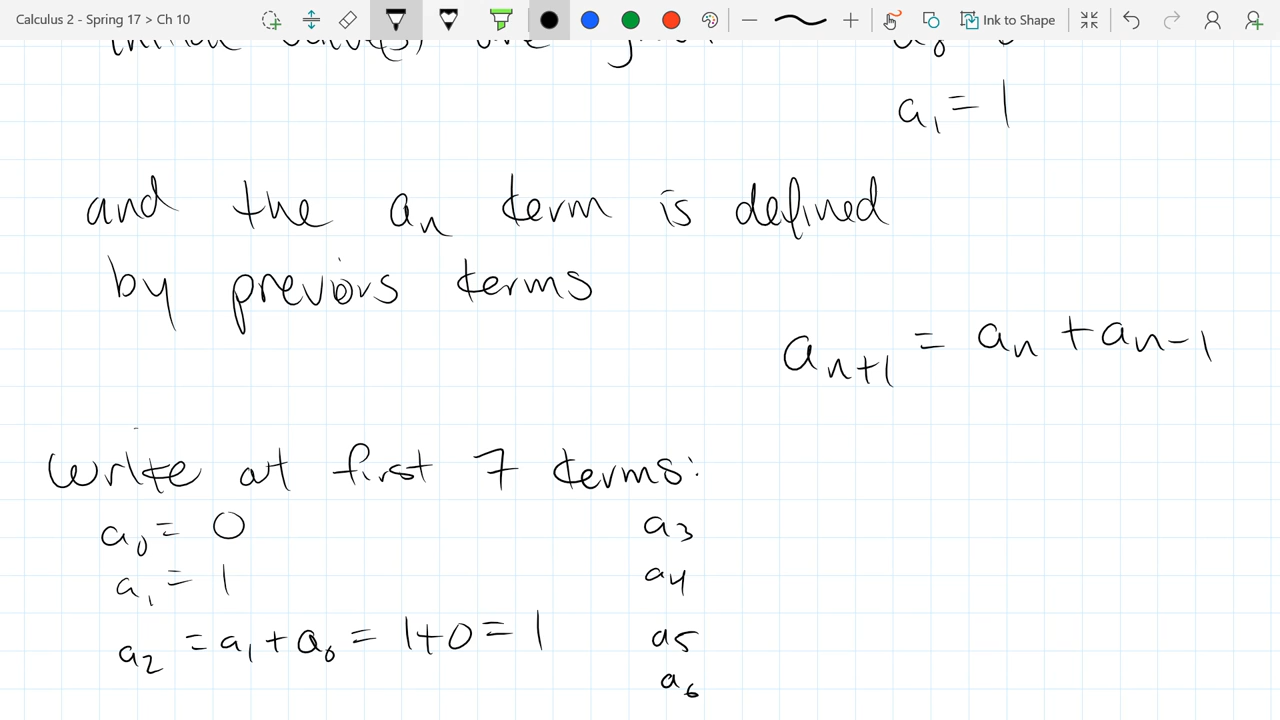 Calculus 2 - Spring 17 > Ch 10
Ink to Shape
a₁ = 1
and the aₙ term is defined
by previovs terms
aₙ₊₁ = aₙ + aₙ₋₁
Write at first 7 terms:
a₀ = 0
a₁ = 1
a₂ = a₁ + a₀ = 1+0 = 1
a₃
a₄
a₅
a₆